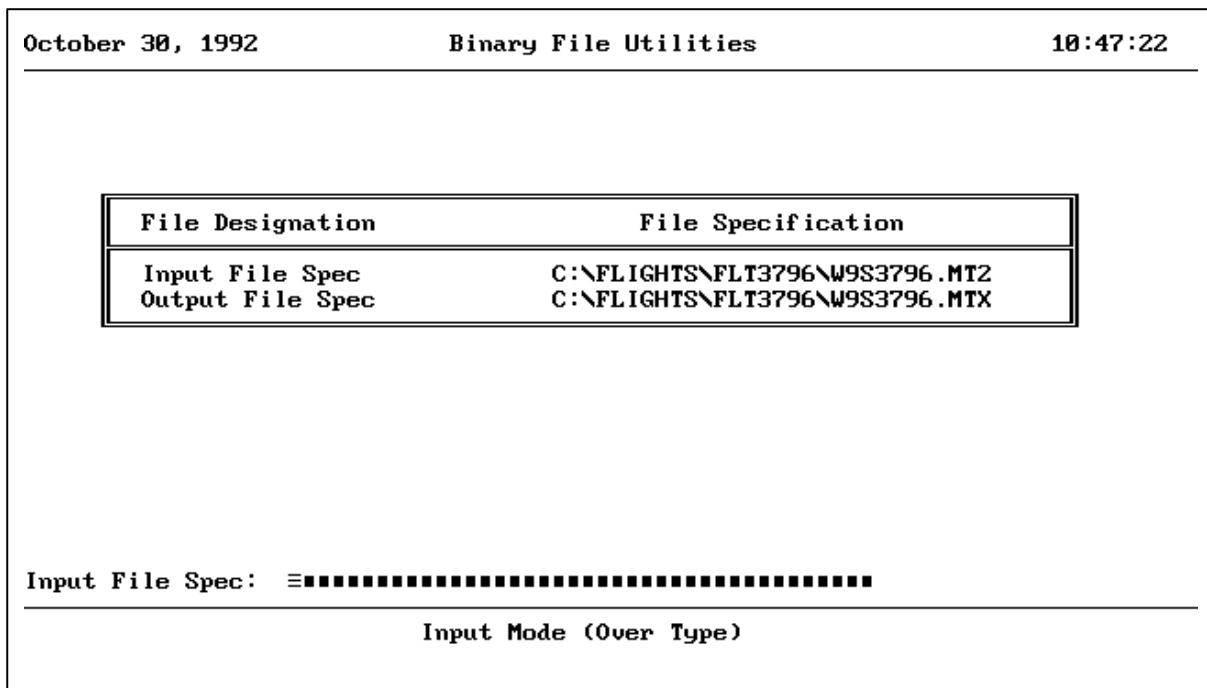 October 30, 1992 Binary File Utilities 10:47:22
File Designation File Specification
Input File Spec C:\FLIGHTS\FLT3796\W9S3796.MT2
Output File Spec C:\FLIGHTS\FLT3796\W9S3796.MTX
Input File Spec:
Input Mode (Over Type)